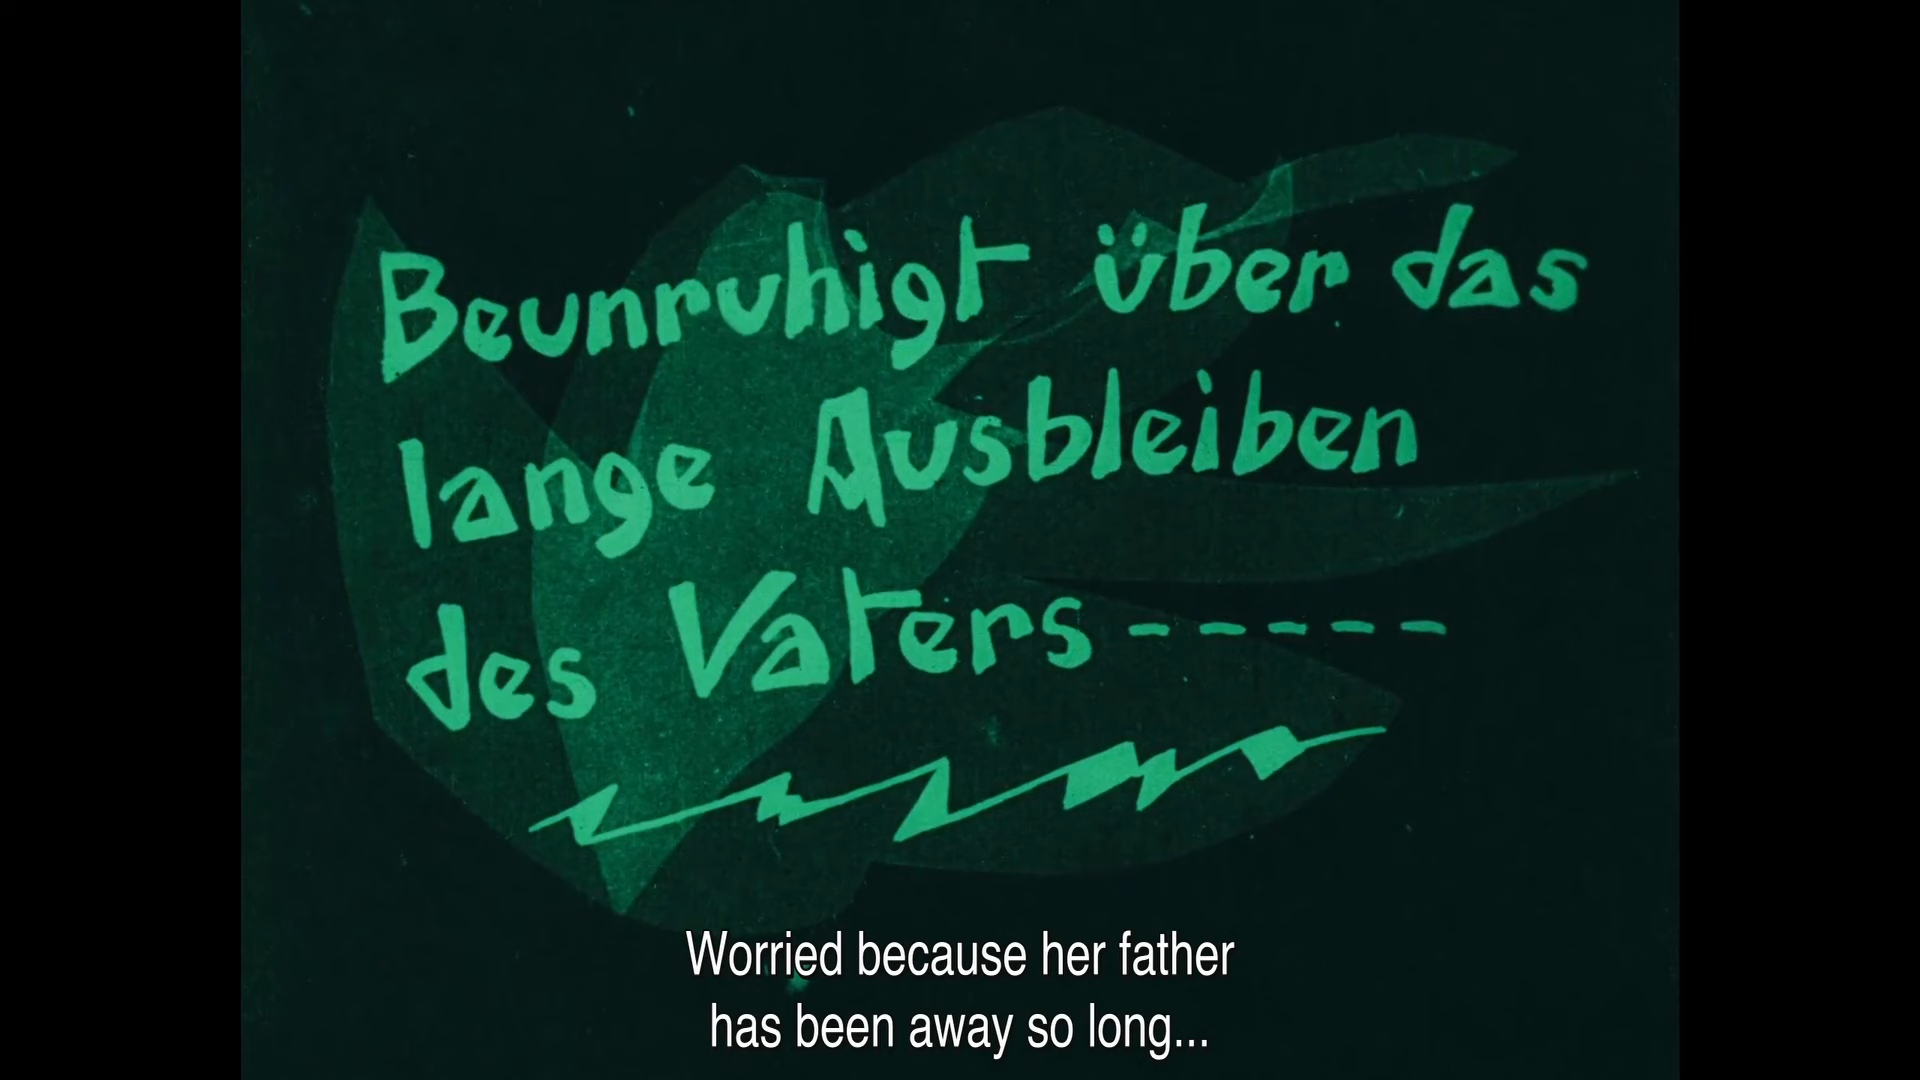 Beunruhigt über das
lange Ausbleiben
des Vaters-----
Worried because her father
has been away so long...